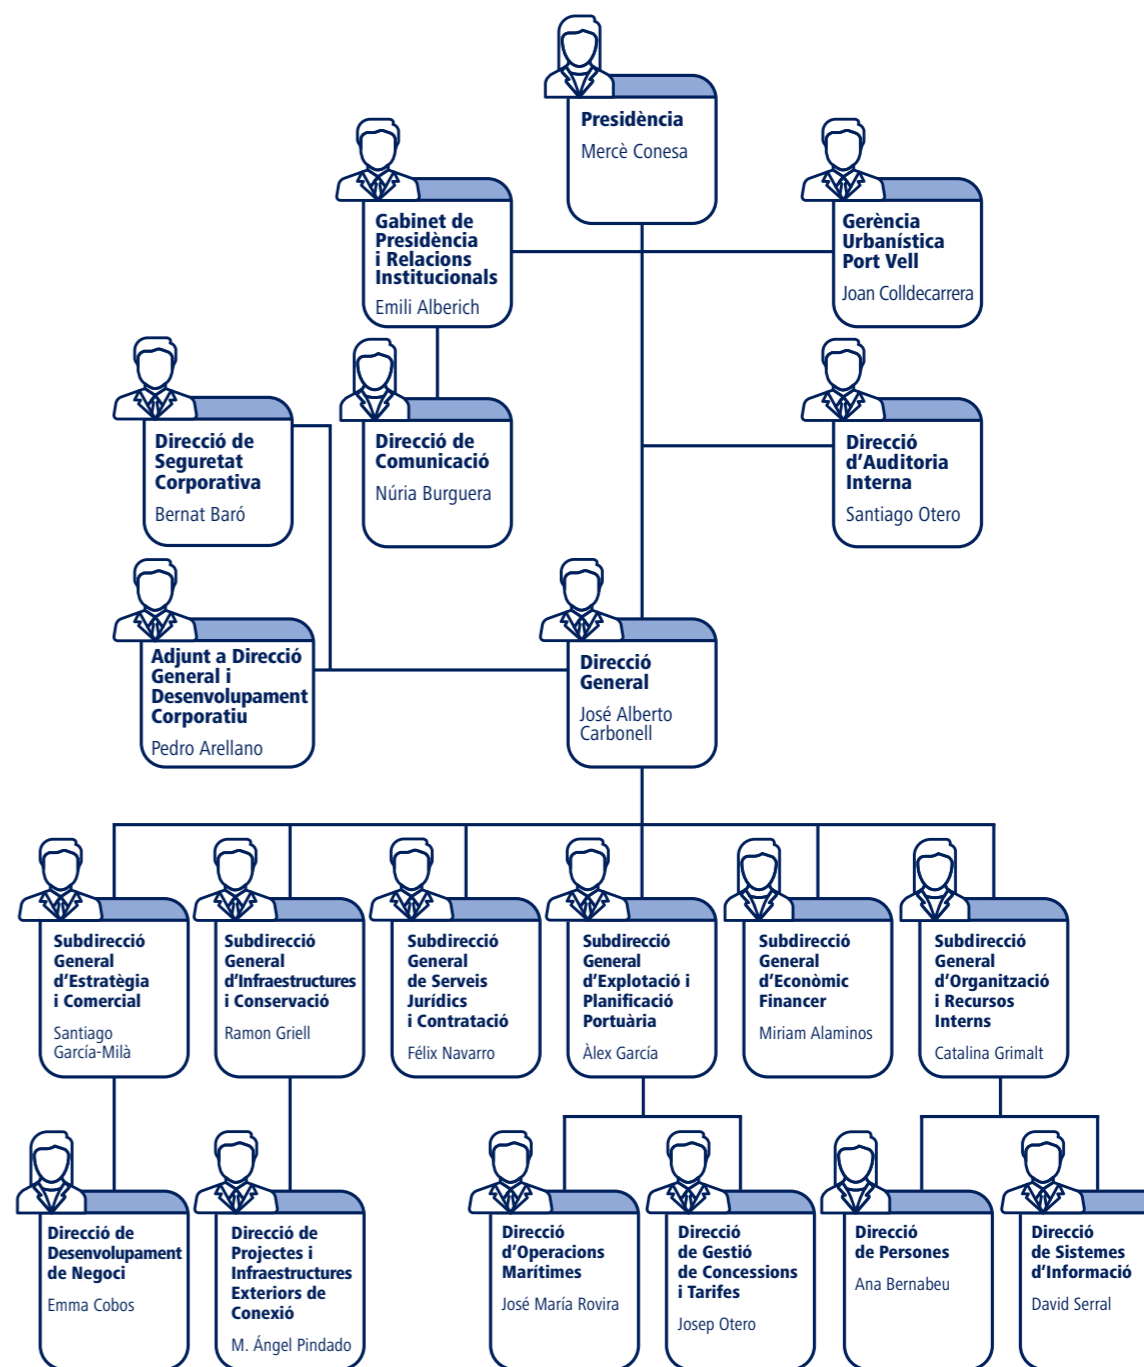 Presidència
Mercè Conesa
Gabinet de
Presidència
i Relacions
Institucionals
Emili Alberich
Gerència
Urbanística
Port Vell
Joan Colldecarrera
Direcció de
Seguretat
Corporativa
Bernat Baró
Direcció de
Comunicació
Núria Burguera
Direcció
d'Auditoria
Interna
Santiago Otero
Adjunt a Direcció
General i
Desenvolupament
Corporatiu
Pedro Arellano
Direcció
General
José Alberto
Carbonell
Subdirecció
General
d'Estratègia
i Comercial
Santiago
García-Milà
Subdirecció
General
d'Infraestructures
i Conservació
Ramon Griell
Subdirecció
General
de Serveis
Jurídics
i Contratació
Félix Navarro
Subdirecció
General
d'Explotació i
Planificació
Portuària
Àlex García
Subdirecció
General
d'Econòmic
Financer
Miriam Alaminos
Subdirecció
General
d'Organització
i Recursos
Interns
Catalina Grimalt
Direcció de
Desenvolupament
de Negoci
Emma Cobos
Direcció de
Projectes i
Infraestructures
Exteriors de
Conexió
M. Ángel Pindado
Direcció
d'Operacions
Marítimes
José María Rovira
Direcció
de Gestió
de Concessions
i Tarifes
Josep Otero
Direcció
de Persones
Ana Bernabeu
Direcció
de Sistemes
d'Informació
David Serral